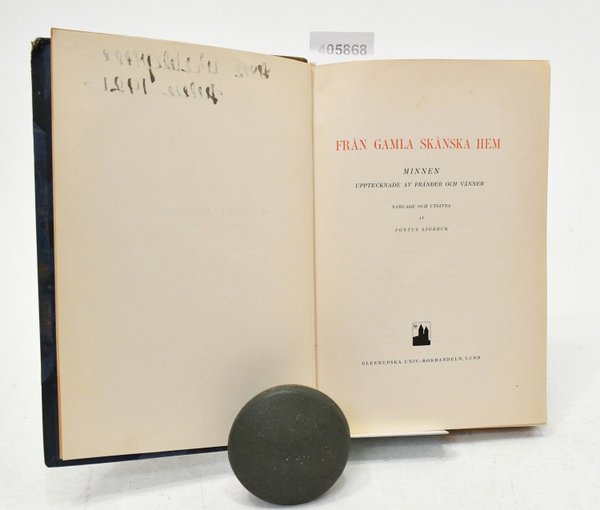 405868
FRÅN GAMLA SKÅNSKA HEM
MINNEN
UPPTECKNADE AV FRÄNDER OCH VÄNNER
SAMLADE OCH UTGIVNA
AV
PONTUS SJÖBECK
GLEERUPSKA UNIV.-BOKHANDELN, LUND